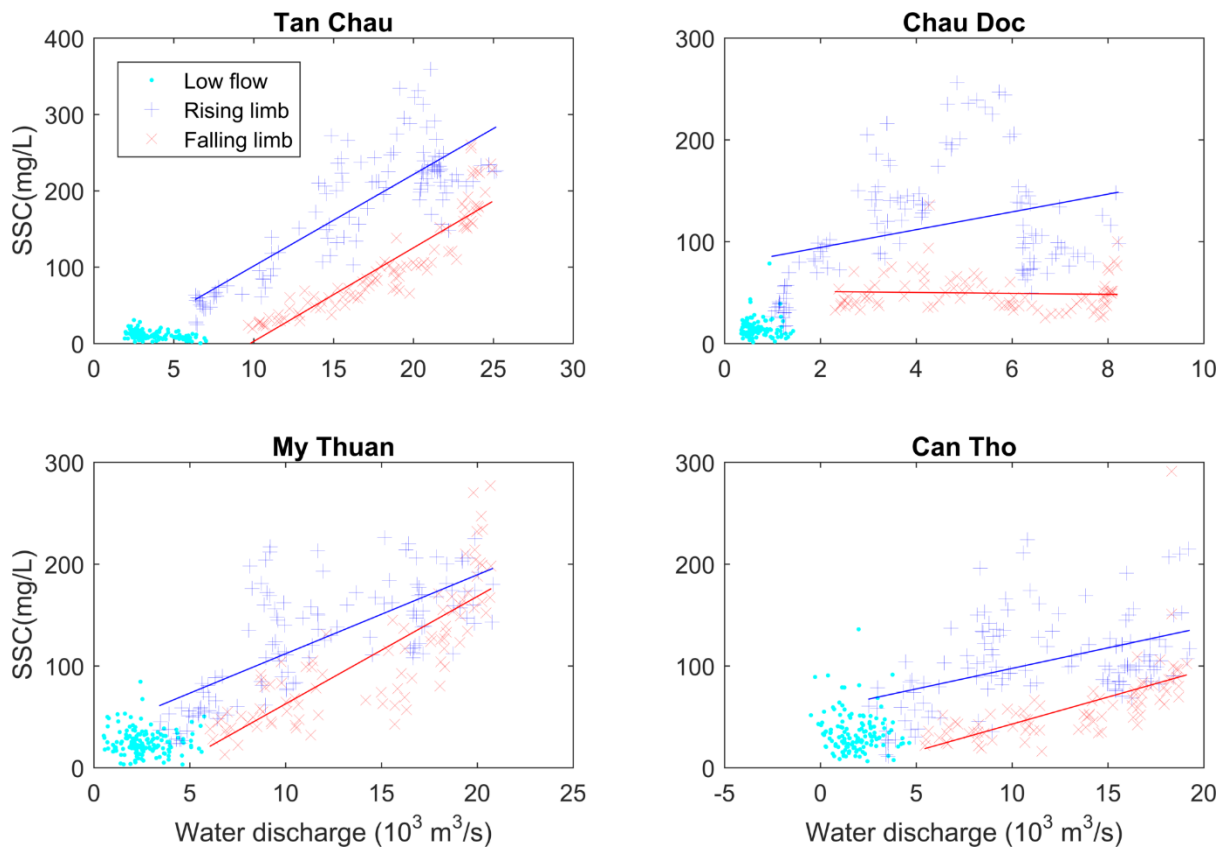 Tan Chau
400
300
200
100
0
SSC(mg/L)
Low flow
Rising limb
Falling limb
0 5 10 15 20 25 30
Chau Doc
300
200
100
0
0 2 4 6 8 10
My Thuan
300
200
100
0
SSC(mg/L)
0 5 10 15 20 25
Water discharge (10³ m³/s)
Can Tho
300
200
100
0
-5 0 5 10 15 20
Water discharge (10³ m³/s)